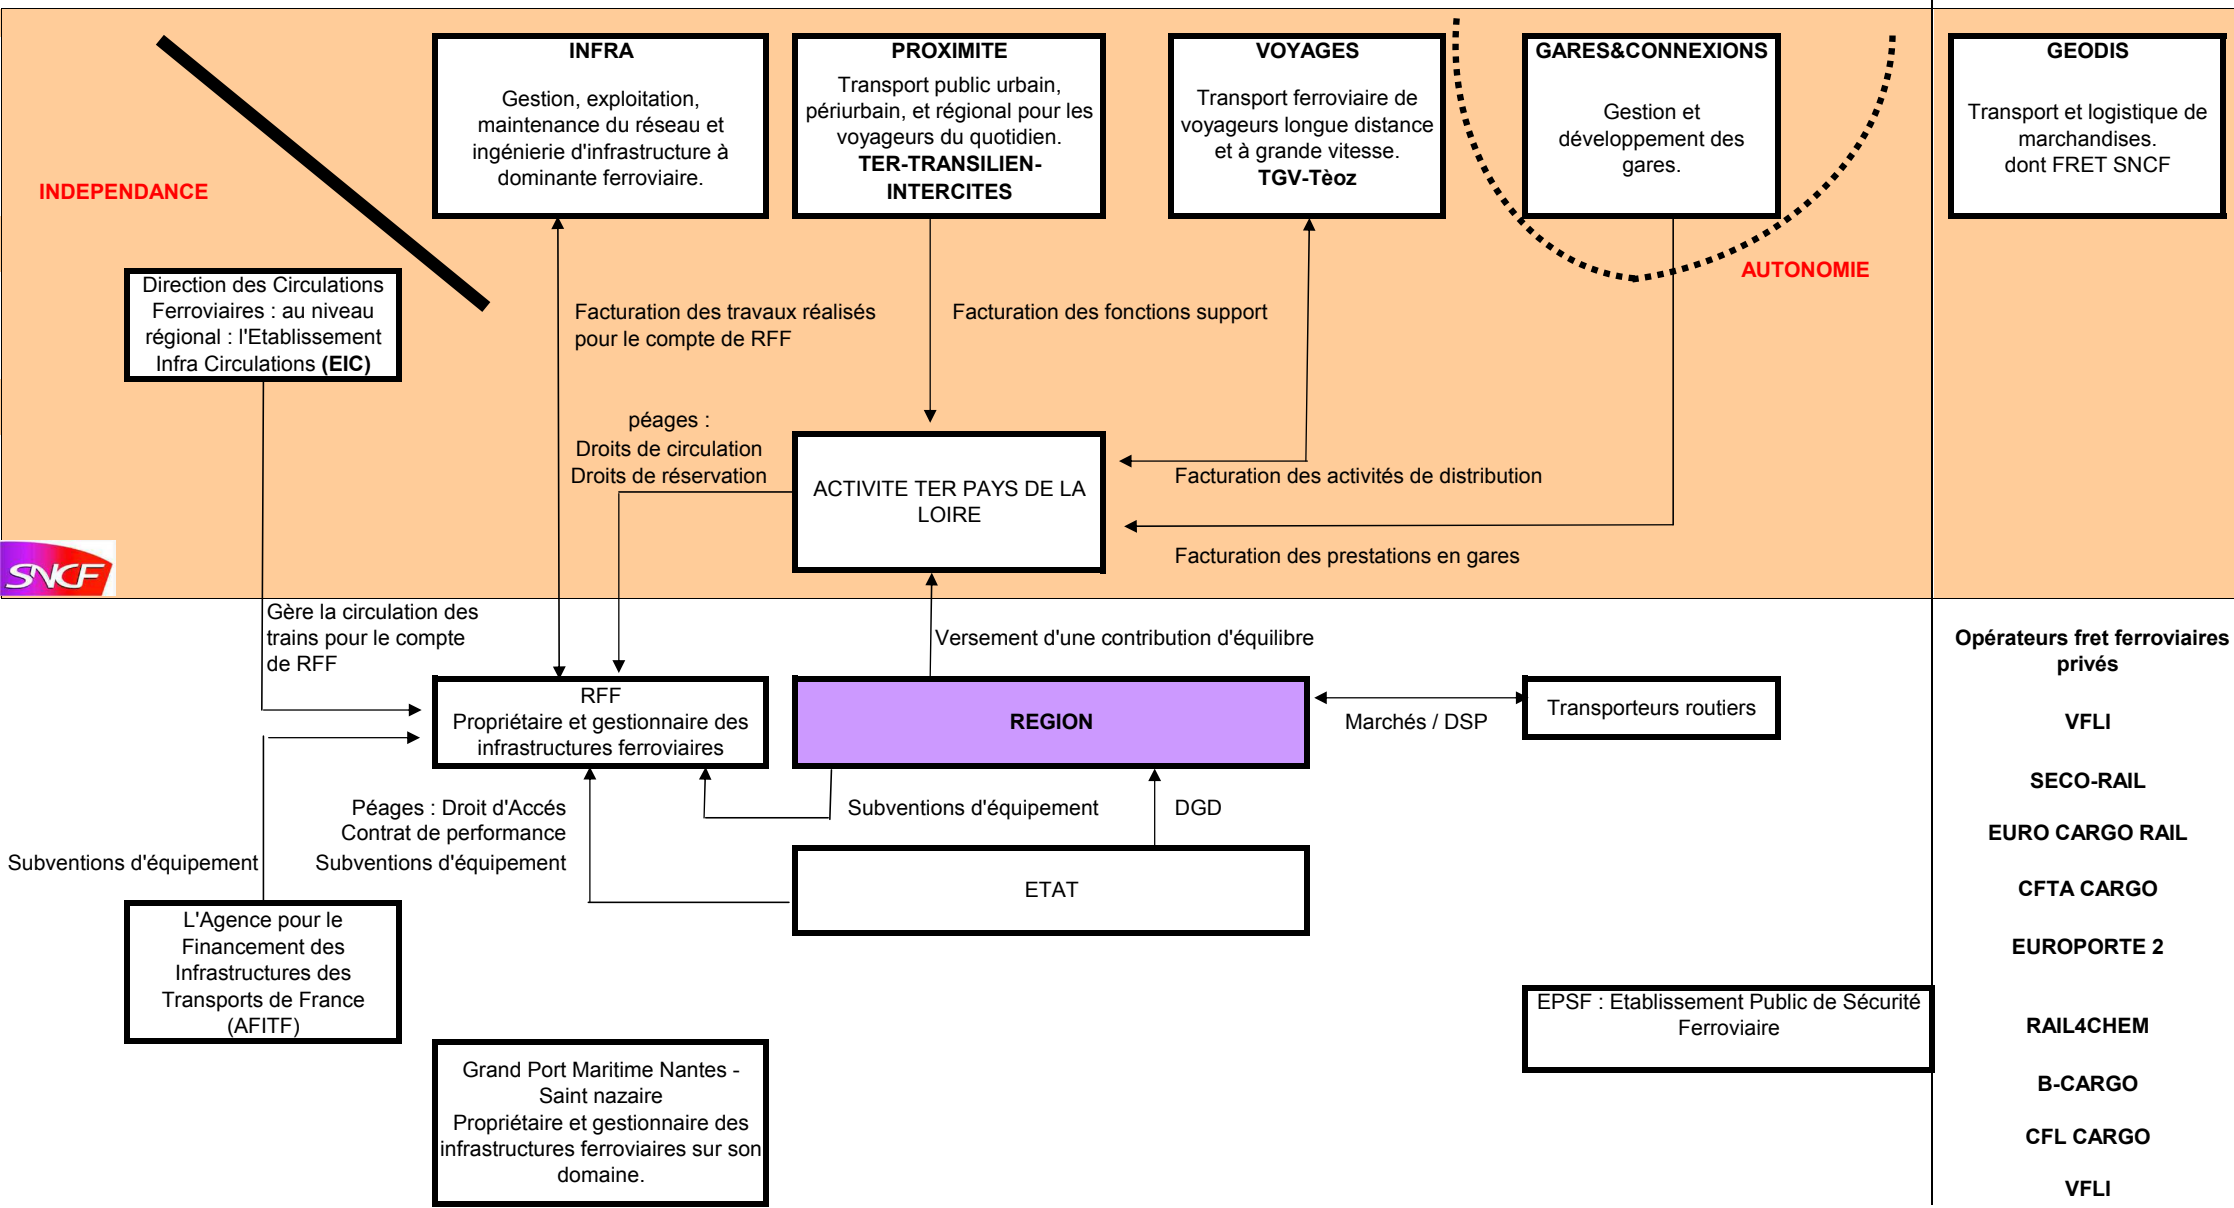 INFRA
Gestion, exploitation,
maintenance du réseau et
ingénierie d'infrastructure à
dominante ferroviaire.
PROXIMITE
Transport public urbain,
périurbain, et régional pour les
voyageurs du quotidien.
TER-TRANSILIEN-
INTERCITES
VOYAGES
Transport ferroviaire de
voyageurs longue distance
et à grande vitesse.
TGV-Tèoz
GARES&CONNEXIONS
Gestion et
développement des
gares.
GEODIS
Transport et logistique de
marchandises.
dont FRET SNCF
INDEPENDANCE
AUTONOMIE
Direction des Circulations
Ferroviaires : au niveau
régional : l'Etablissement
Infra Circulations (EIC)
Facturation des travaux réalisés
pour le compte de RFF
Facturation des fonctions support
péages :
Droits de circulation
Droits de réservation
ACTIVITE TER PAYS DE LA
LOIRE
Facturation des activités de distribution
Facturation des prestations en gares
SNCF
Gère la circulation des
trains pour le compte
de RFF
Versement d'une contribution d'équilibre
RFF
Propriétaire et gestionnaire des
infrastructures ferroviaires
REGION
Marchés / DSP
Transporteurs routiers
Péages : Droit d'Accés
Contrat de performance
Subventions d'équipement
Subventions d'équipement
DGD
Subventions d'équipement
ETAT
L'Agence pour le
Financement des
Infrastructures des
Transports de France
(AFITF)
Grand Port Maritime Nantes -
Saint nazaire
Propriétaire et gestionnaire des
infrastructures ferroviaires sur son
domaine.
EPSF : Etablissement Public de Sécurité
Ferroviaire
Opérateurs fret ferroviaires
privés
VFLI
SECO-RAIL
EURO CARGO RAIL
CFTA CARGO
EUROPORTE 2
RAIL4CHEM
B-CARGO
CFL CARGO
VFLI